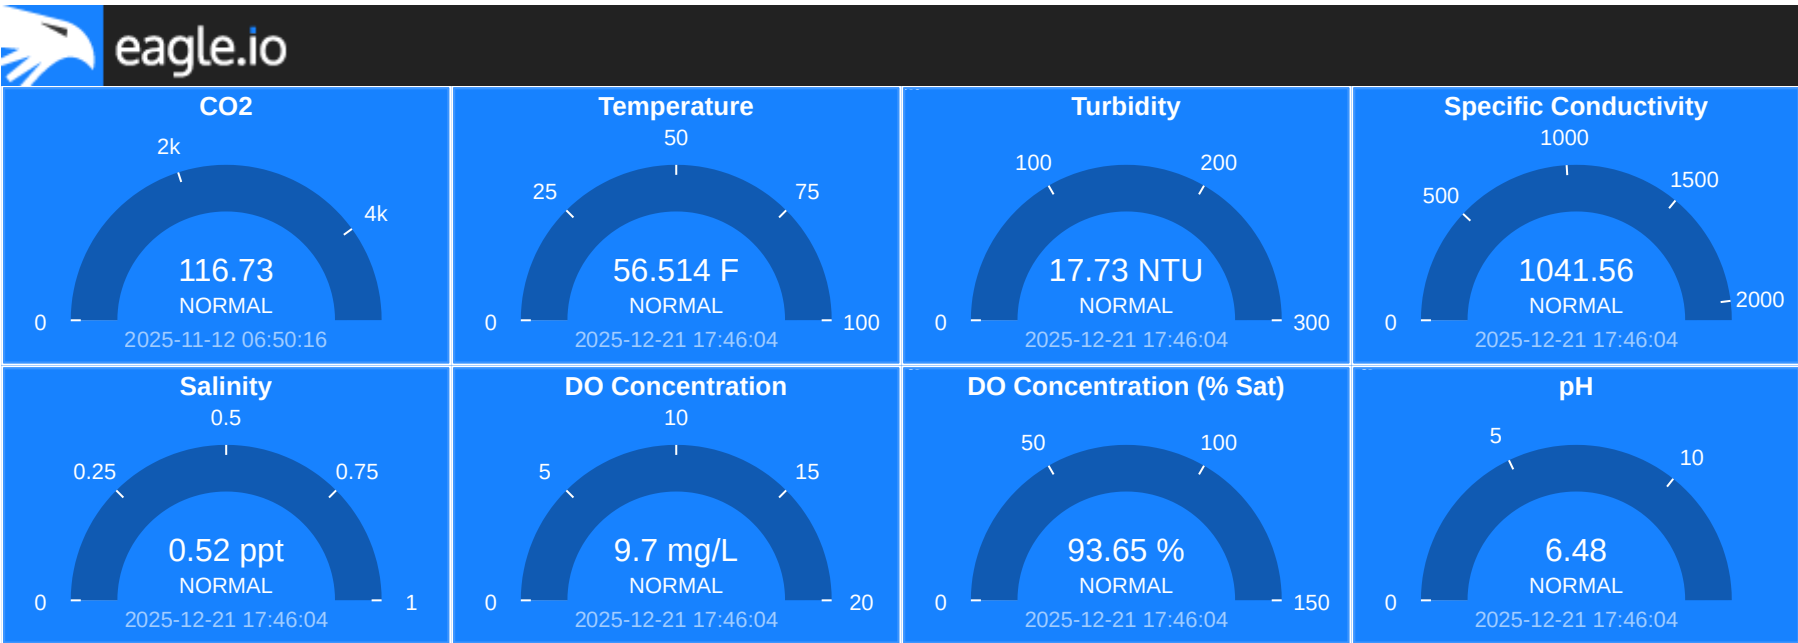 eagle.io
CO2
2k
4k
0
116.73
NORMAL
2025-11-12 06:50:16
Temperature
50
25
75
0
100
56.514 F
NORMAL
2025-12-21 17:46:04
Turbidity
100
200
0
300
17.73 NTU
NORMAL
2025-12-21 17:46:04
Specific Conductivity
1000
500
1500
0
2000
1041.56
NORMAL
2025-12-21 17:46:04
Salinity
0.5
0.25
0.75
0
1
0.52 ppt
NORMAL
2025-12-21 17:46:04
DO Concentration
10
5
15
0
20
9.7 mg/L
NORMAL
2025-12-21 17:46:04
DO Concentration (% Sat)
50
100
0
150
93.65 %
NORMAL
2025-12-21 17:46:04
pH
5
10
0
6.48
NORMAL
2025-12-21 17:46:04